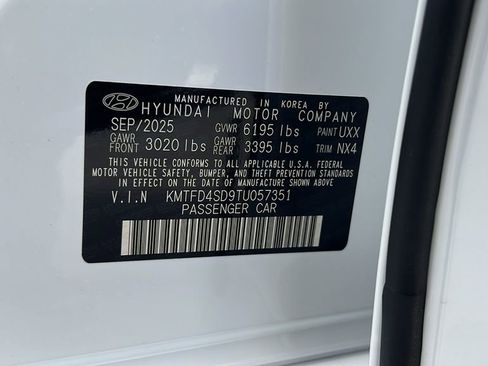 MANUFACTURED IN KOREA BY
HYUNDAI MOTOR COMPANY
SEP/2025 GVWR 6195 lbs PAINT UXX
GAWR FRONT 3020 lbs GAWR REAR 3395 lbs TRIM NX4
THIS VEHICLE CONFORMS TO ALL APPLICABLE U.S.A. FEDERAL
MOTOR VEHICLE SAFETY, BUMPER, AND THEFT PREVENTION STANDARDS
IN EFFECT ON THE DATE OF MANUFACTURE SHOWN ABOVE.
V.I.N KMTFD4SD9TU057351
PASSENGER CAR